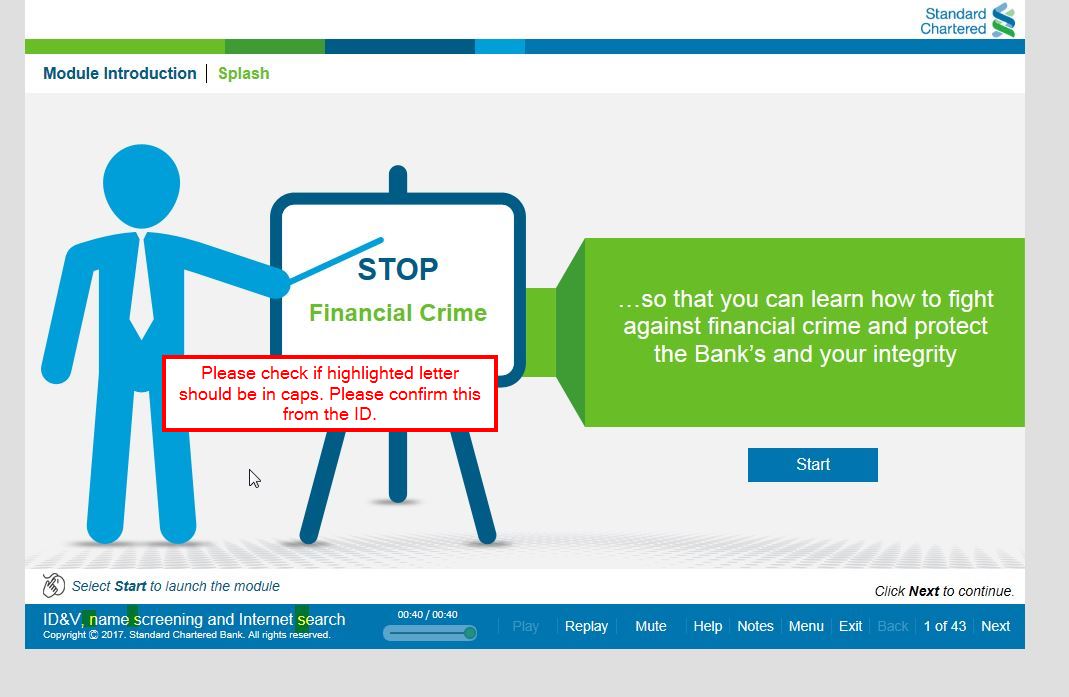 Standard
Chartered
Module Introduction | Splash
STOP
Financial Crime
…so that you can learn how to fight
against financial crime and protect
the Bank’s and your integrity
Please check if highlighted letter
should be in caps. Please confirm this
from the ID.
Start
Select Start to launch the module
Click Next to continue.
ID&V, name screening and Internet search
Copyright © 2017. Standard Chartered Bank. All rights reserved.
00:40 / 00:40
Play Replay Mute Help Notes Menu Exit Back 1 of 43 Next